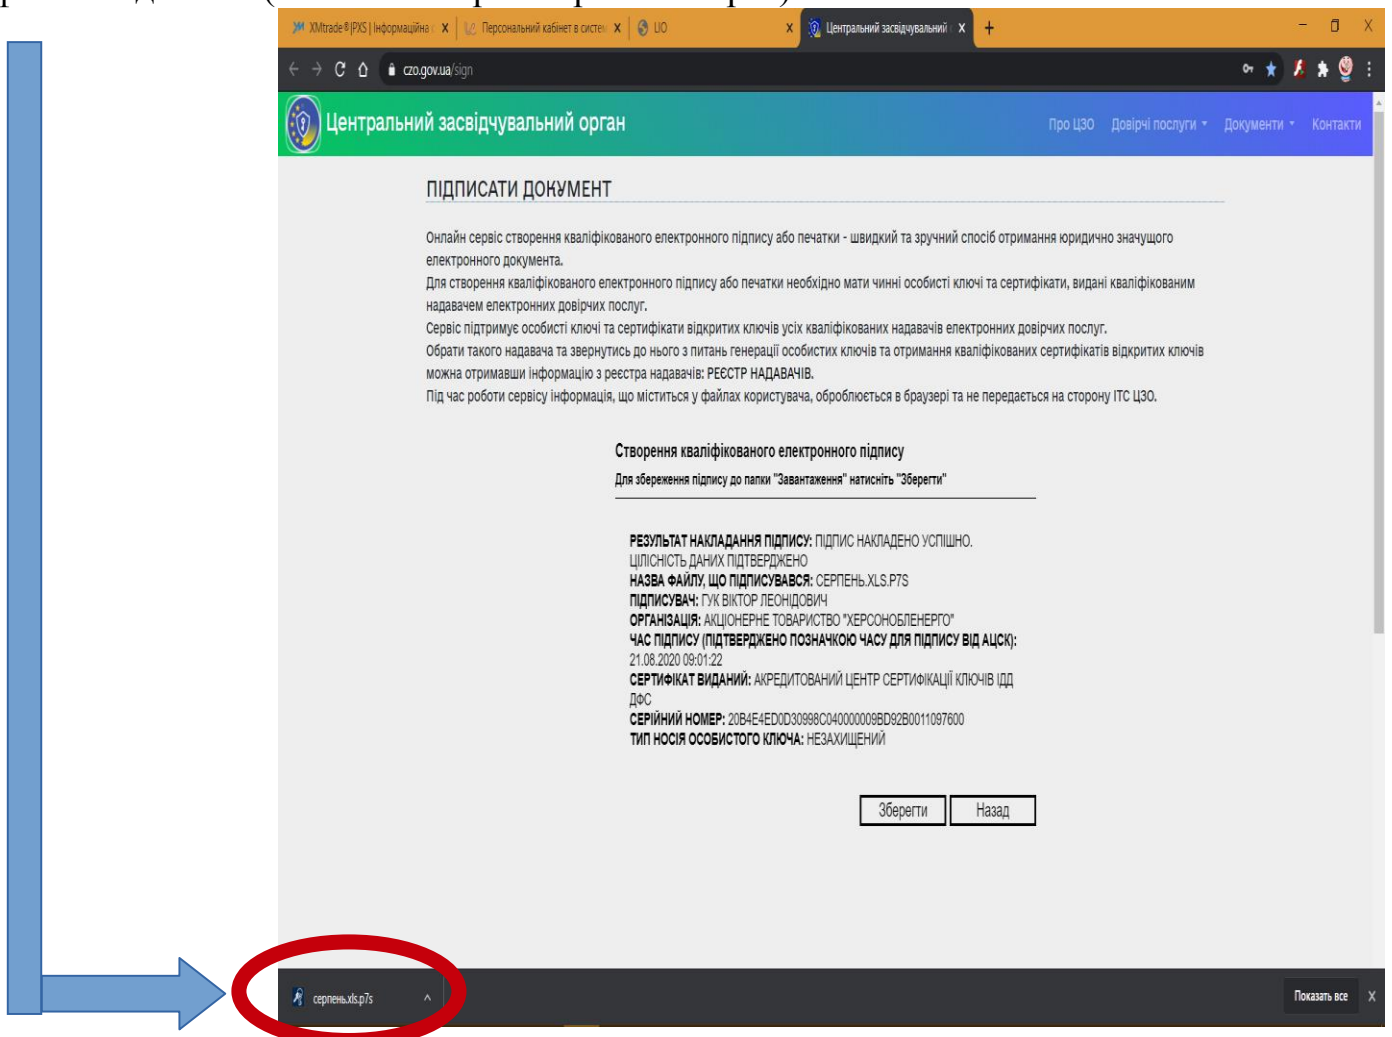 XMtrade®|PXS | Інформаційна
Персональний кабінет в систе
LIO
Центральний засвідчувальний
czo.gov.ua/sign
Центральний засвідчувальний орган
Про ЦЗО Довірчі послуги Документи Контакти
ПІДПИСАТИ ДОКУМЕНТ
Онлайн сервіс створення кваліфікованого електронного підпису або печатки - швидкий та зручний спосіб отримання юридично значущого
електронного документа.
Для створення кваліфікованого електронного підпису або печатки необхідно мати чинні особисті ключі та сертифікати, видані кваліфікованим
надавачем електронних довірчих послуг.
Сервіс підтримує особисті ключі та сертифікати відкритих ключів усіх кваліфікованих надавачів електронних довірчих послуг.
Обрати такого надавача та звернутись до нього з питань генерації особистих ключів та отримання кваліфікованих сертифікатів відкритих ключів
можна отримавши інформацію з реєстра надавачів: РЕЄСТР НАДАВАЧІВ.
Під час роботи сервісу інформація, що міститься у файлах користувача, оброблюється в браузері та не передається на сторону ІТС ЦЗО.
Створення кваліфікованого електронного підпису
Для збереження підпису до папки "Завантаження" натисніть "Зберегти"
РЕЗУЛЬТАТ НАКЛАДАННЯ ПІДПИСУ: ПІДПИС НАКЛАДЕНО УСПІШНО.
ЦІЛІСНІСТЬ ДАНИХ ПІДТВЕРДЖЕНО
НАЗВА ФАЙЛУ, ЩО ПІДПИСУВАВСЯ: СЕРПЕНЬ.XLS.P7S
ПІДПИСУВАЧ: ГУК ВІКТОР ЛЕОНІДОВИЧ
ОРГАНІЗАЦІЯ: АКЦІОНЕРНЕ ТОВАРИСТВО "ХЕРСОНОБЛЕНЕРГО"
ЧАС ПІДПИСУ (ПІДТВЕРДЖЕНО ПОЗНАЧКОЮ ЧАСУ ДЛЯ ПІДПИСУ ВІД АЦСК):
21.08.2020 09:01:22
СЕРТИФІКАТ ВИДАНИЙ: АКРЕДИТОВАНИЙ ЦЕНТР СЕРТИФІКАЦІЇ КЛЮЧІВ ІДД
ДФС
СЕРІЙНИЙ НОМЕР: 20B4E4ED0D30998C040000009BD92B0011097600
ТИП НОСІЯ ОСОБИСТОГО КЛЮЧА: НЕЗАХИЩЕНИЙ
Зберегти Назад
серпень.xls.p7s
Показать все